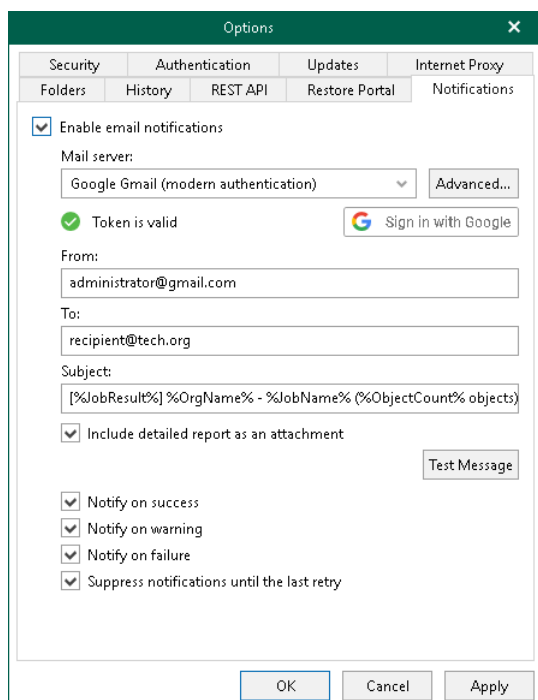 Options
Security Authentication Updates Internet Proxy
Folders History REST API Restore Portal Notifications
Enable email notifications
Mail server:
Google Gmail (modern authentication) Advanced...
Token is valid Sign in with Google
From:
administrator@gmail.com
To:
recipient@tech.org
Subject:
[%JobResult%] %OrgName% - %JobName% (%ObjectCount% objects)
Include detailed report as an attachment
Test Message
Notify on success
Notify on warning
Notify on failure
Suppress notifications until the last retry
OK Cancel Apply